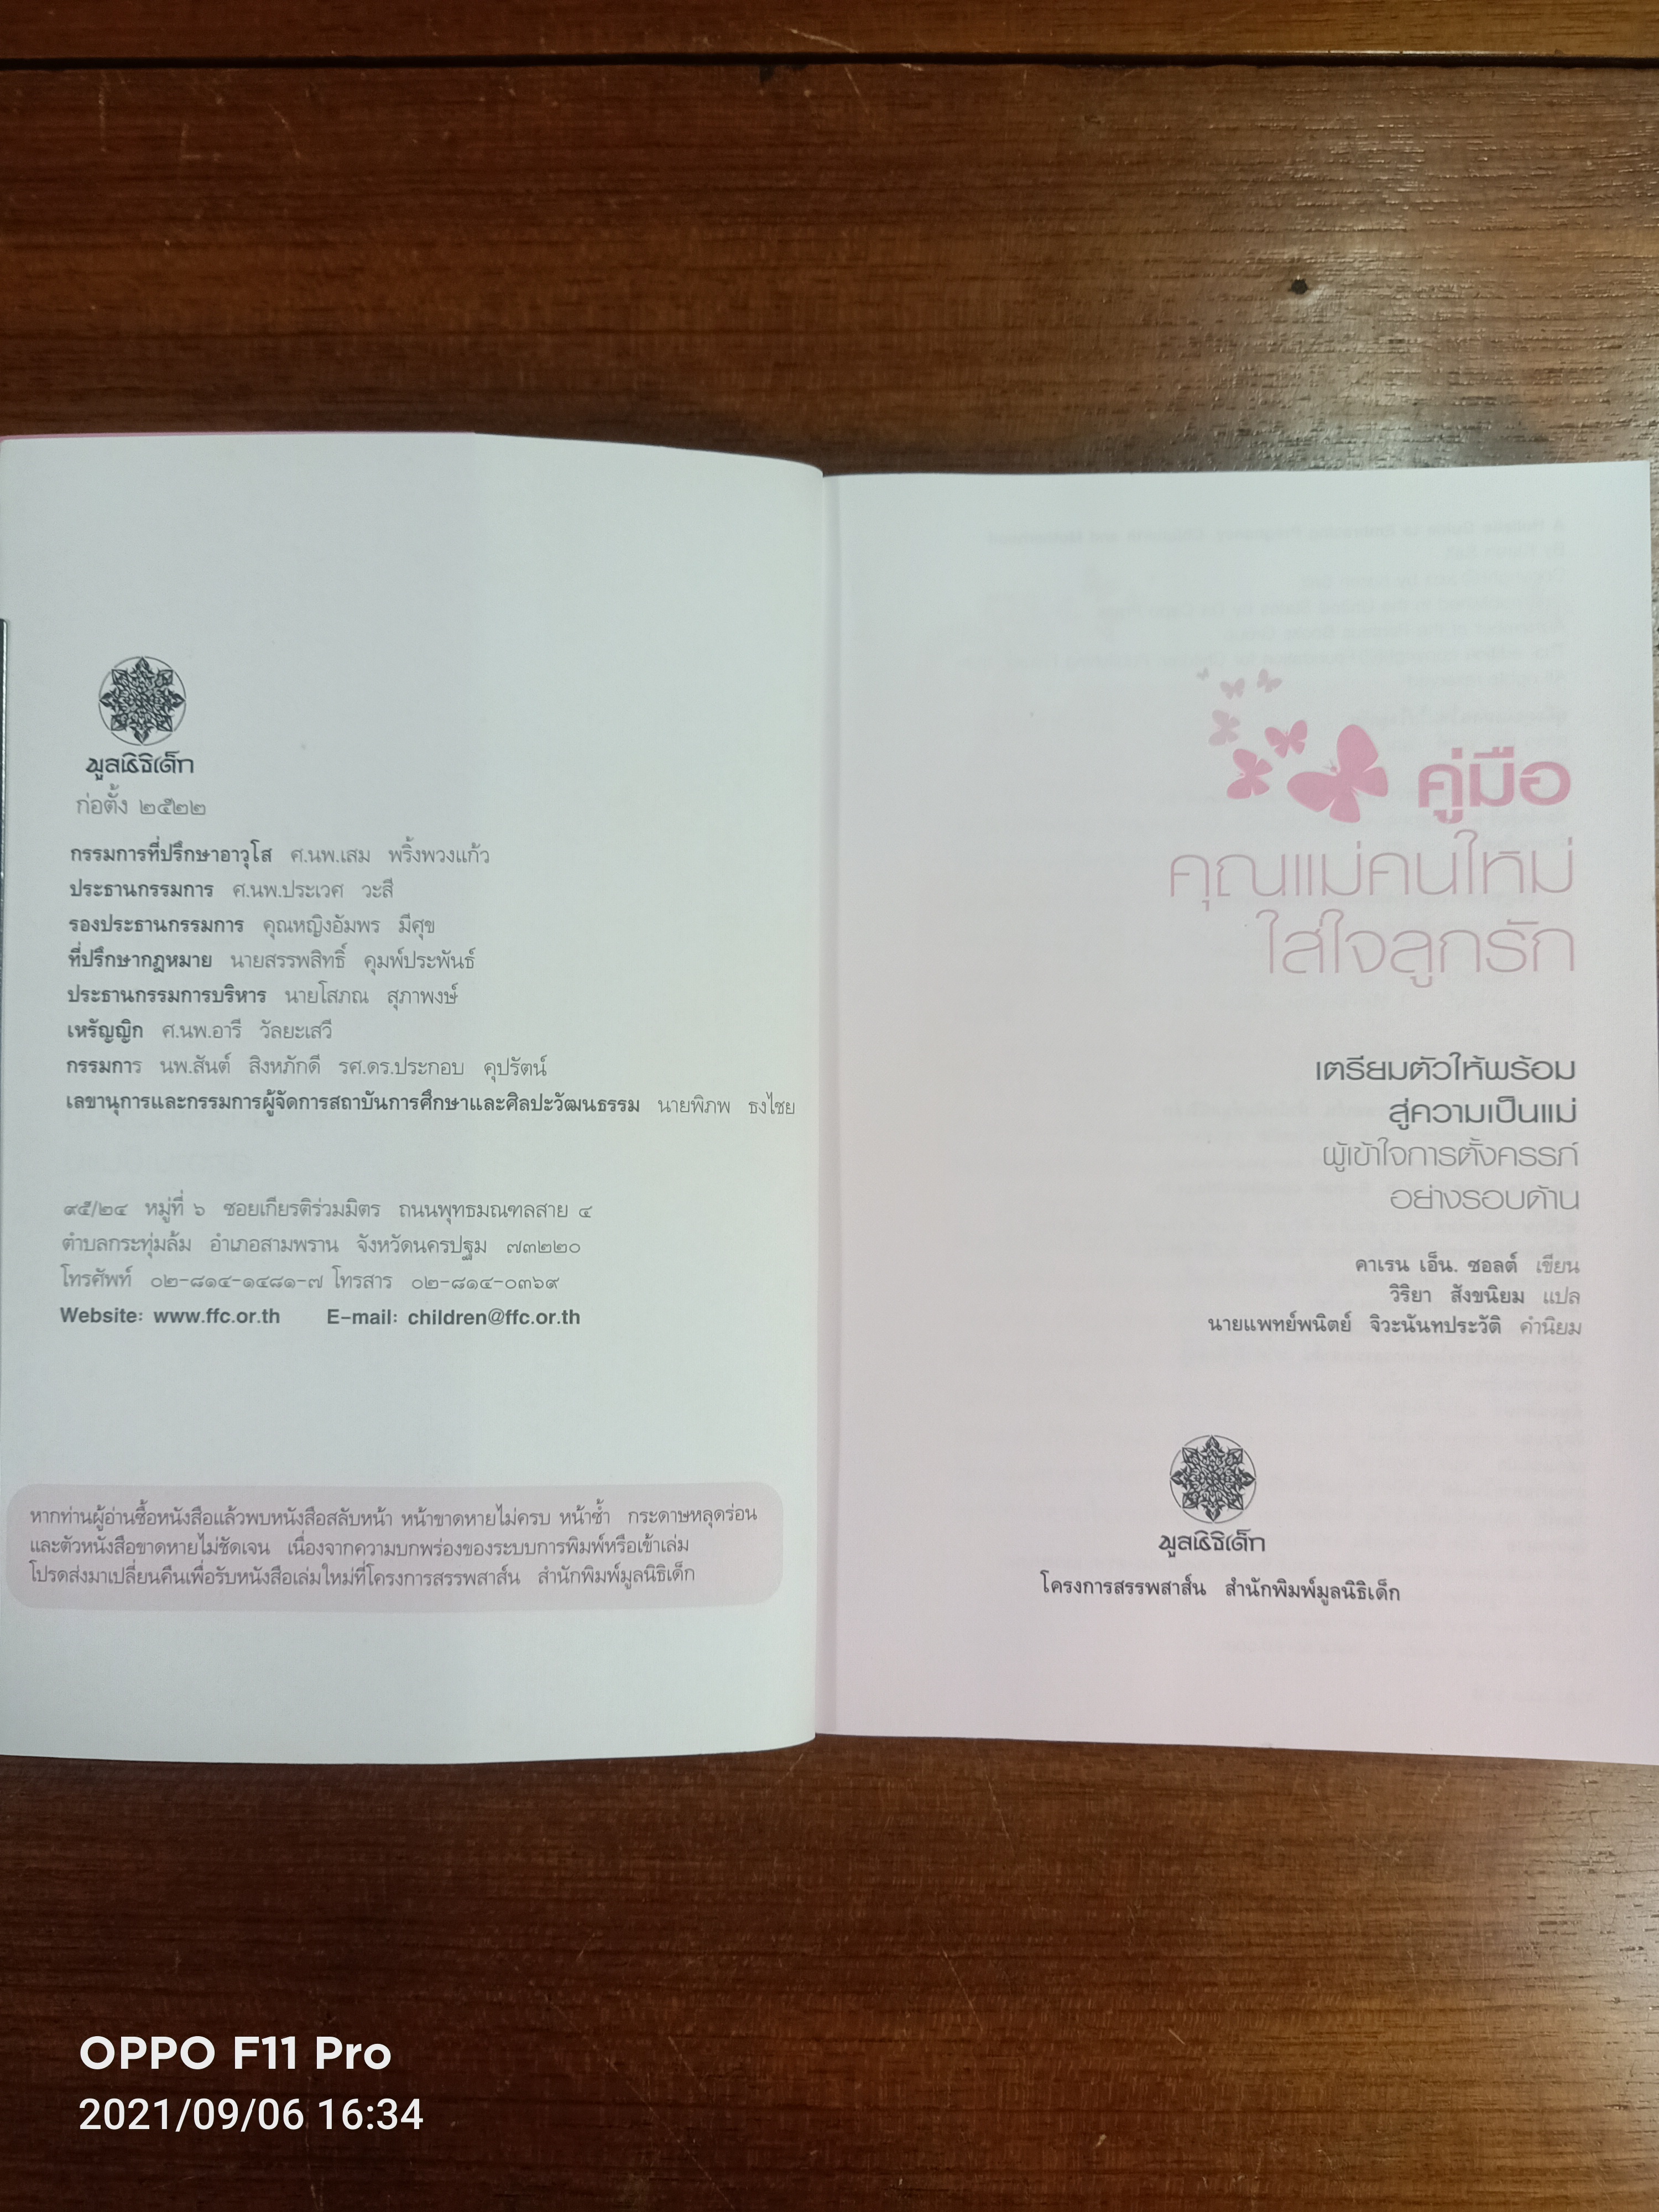 มูลนิธิเด็ก
ก่อตั้ง ๒๕๒๒
กรรมการที่ปรึกษาอาวุโส ศ.นพ.เสม พริ้งพวงแก้ว
ประธานกรรมการ ศ.นพ.ประเวศ วะสี
รองประธานกรรมการ คุณหญิงอัมพร มีศุข
ที่ปรึกษากฎหมาย นายสรรพสิทธิ์ คุมพ์ประพันธ์
ประธานกรรมการบริหาร นายโสภณ สุภาพงษ์
เหรัญญิก ศ.นพ.อารี วัลยะเสวี
กรรมการ นพ.สันต์ สิงหภักดี รศ.ดร.ประกอบ คุปรัตน์
เลขานุการและกรรมการผู้จัดการสถาบันการศึกษาและศิลปะวัฒนธรรม นายพิภพ ธงไชย
๙๕/๒๔ หมู่ที่ ๖ ซอยเกียรติร่วมมิตร ถนนพุทธมณฑลสาย ๔
ตำบลกระทุ่มล้ม อำเภอสามพราน จังหวัดนครปฐม ๗๓๒๒๐
โทรศัพท์ ๐๒-๘๑๔-๑๔๘๑-๗ โทรสาร ๐๒-๘๑๔-๐๓๖๙
Website: www.ffc.or.th E-mail: children@ffc.or.th
หากท่านผู้อ่านซื้อหนังสือแล้วพบหนังสือสลับหน้า หน้าขาดหายไม่ครบ หน้าซ้ำ กระดาษหลุดร่อน
และตัวหนังสือขาดหายไม่ชัดเจน เนื่องจากความบกพร่องของระบบการพิมพ์หรือเข้าเล่ม
โปรดส่งมาเปลี่ยนคืนเพื่อรับหนังสือเล่มใหม่ที่โครงการสรรพสาส์น สำนักพิมพ์มูลนิธิเด็ก
คู่มือ
คุณแม่คนใหม่
ใส่ใจลูกรัก
เตรียมตัวให้พร้อม
สู่ความเป็นแม่
ผู้เข้าใจการตั้งครรภ์
อย่างรอบด้าน
คาเรน เอ็น. ซอลต์ เขียน
วิริยา สังขนิยม แปล
นายแพทย์พนิตย์ จิวะนันทประวัติ คำนิยม
มูลนิธิเด็ก
โครงการสรรพสาส์น สำนักพิมพ์มูลนิธิเด็ก
OPPO F11 Pro
2021/09/06 16:34